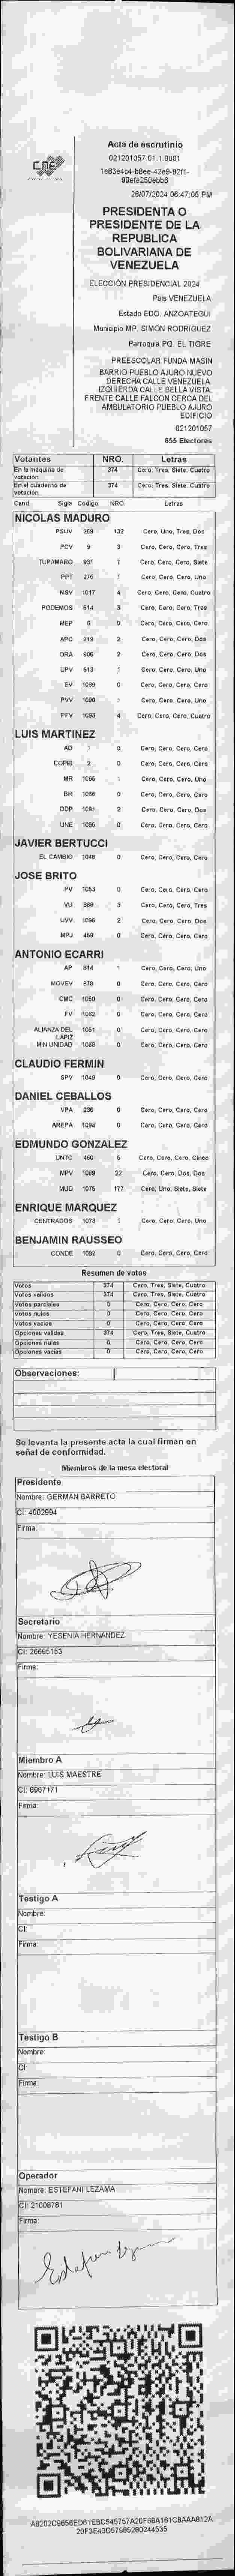 CNE
Acta de escrutinio
021201057.01.1.0001
26/07/2024 06:47:05 PM
PRESIDENTA O
PRESIDENTE DE LA
REPUBLICA
BOLIVARIANA DE
VENEZUELA
ELECCIÓN PRESIDENCIAL 2024
País VENEZUELA
Estado EDO. ANZOATEGUI
Municipio MP. SIMON RODRIGUEZ
Parroquia PQ. EL TIGRE
PREESCOLAR FUNDA MASIN
BARRIO PUEBLO AJURO NUEVO
DERECHA CALLE VENEZUELA.
IZQUIERDA CALLE BELLA VISTA.
FRENTE CALLE FALCON CERCA DEL
AMBULATORIO PUEBLO AJURO
EDIFICIO
021201057
655 Electores
Votantes NRO. Letras
En la máquina de votación 374 Cero, Tres, Siete, Cuatro
En el cuaderno de votación 374 Cero, Tres, Siete, Cuatro
Cand Sigla Código NRO. Letras
NICOLAS MADURO
PSUV 269 132 Cero, Uno, Tres, Dos
PCV 9 3 Cero, Cero, Cero, Tres
TUPAMARO 931 7 Cero, Cero, Cero, Siete
PPT 276 1 Cero, Cero, Cero, Uno
MSV 1017 4 Cero, Cero, Cero, Cuatro
PODEMOS 514 3 Cero, Cero, Cero, Tres
MEP 6 0 Cero, Cero, Cero, Cero
APC 219 2 Cero, Cero, Cero, Dos
ORA 906 2 Cero, Cero, Cero, Dos
UPV 513 1 Cero, Cero, Cero, Uno
EV 1089 0 Cero, Cero, Cero, Cero
PVV 1090 1 Cero, Cero, Cero, Uno
PFV 1093 4 Cero, Cero, Cero, Cuatro
LUIS MARTINEZ
AD 1 0 Cero, Cero, Cero, Cero
COPEI 2 0 Cero, Cero, Cero, Cero
MR 1065 1 Cero, Cero, Cero, Uno
BR 1086 0 Cero, Cero, Cero, Cero
DDP 1091 2 Cero, Cero, Cero, Dos
UNE 1096 0 Cero, Cero, Cero, Cero
JAVIER BERTUCCI
EL CAMBIO 1048 0 Cero, Cero, Cero, Cero
JOSE BRITO
PV 1053 0 Cero, Cero, Cero, Cero
VU 968 3 Cero, Cero, Cero, Tres
UVV 1096 2 Cero, Cero, Cero, Dos
MPJ 459 0 Cero, Cero, Cero, Cero
ANTONIO ECARRI
AP 814 1 Cero, Cero, Cero, Uno
MOVEV 879 0 Cero, Cero, Cero, Cero
CMC 1060 0 Cero, Cero, Cero, Cero
FV 1062 0 Cero, Cero, Cero, Cero
ALIANZA DEL LAPIZ 1051 0 Cero, Cero, Cero, Cero
MIN UNIDAD 1069 0 Cero, Cero, Cero, Cero
CLAUDIO FERMIN
SPV 1049 0 Cero, Cero, Cero, Cero
DANIEL CEBALLOS
VPA 238 0 Cero, Cero, Cero, Cero
AREPA 1094 0 Cero, Cero, Cero, Cero
EDMUNDO GONZALEZ
UNTC 460 5 Cero, Cero, Cero, Cinco
MPV 1069 22 Cero, Cero, Dos, Dos
MUD 1075 177 Cero, Uno, Siete, Siete
ENRIQUE MARQUEZ
CENTRADOS 1073 1 Cero, Cero, Cero, Uno
BENJAMIN RAUSSEO
CONDE 1092 0 Cero, Cero, Cero, Cero
Resumen de votos
Votos 374 Cero, Tres, Siete, Cuatro
Votos válidos 374 Cero, Tres, Siete, Cuatro
Votos parciales 0 Cero, Cero, Cero, Cero
Votos nulos 0 Cero, Cero, Cero, Cero
Votos vacíos 0 Cero, Cero, Cero, Cero
Opciones válidas 374 Cero, Tres, Siete, Cuatro
Opciones nulas 0 Cero, Cero, Cero, Cero
Opciones vacías 0 Cero, Cero, Cero, Cero
Observaciones:
Se levanta la presente acta la cual firman en
señal de conformidad.
Miembros de la mesa electoral
Presidente
Nombre: GERMAN BARRETO
CI: 4002994
Firma:
Secretario
Nombre: YESENIA HERNANDEZ
CI: 26695153
Firma:
Miembro A
Nombre: LUIS MAESTRE
CI: 8967171
Firma:
Testigo A
Nombre:
CI:
Firma:
Testigo B
Nombre:
CI:
Firma:
Operador
Nombre: ESTEFANI LEZAMA
CI: 21008781
Firma: